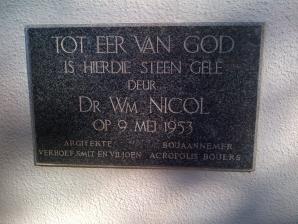 TOT EER VAN GOD
IS HIERDIE STEEN GELE
DEUR
DR WM. NICOL
OP 9 MEI 1953
ARGITEKTE BOUAANNEMER
VERHOEF, SMIT EN VILJOEN ACROPOLIS BOUERS